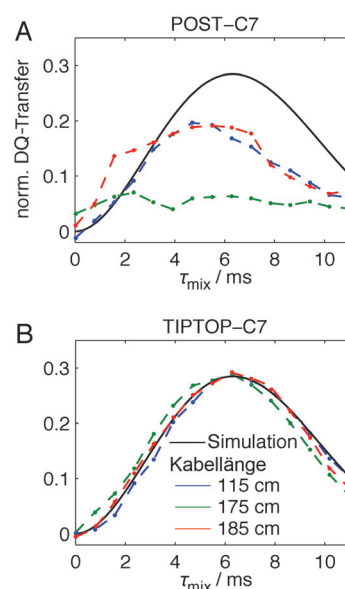 A
POST–C7
norm. DQ-Transfer
0.3
0.2
0.1
0
0 2 4 6 8 10
τmix / ms
B
TIPTOP–C7
0.3
0.2
0.1
0
Simulation
Kabellänge
115 cm
175 cm
185 cm
0 2 4 6 8 10
τmix / ms